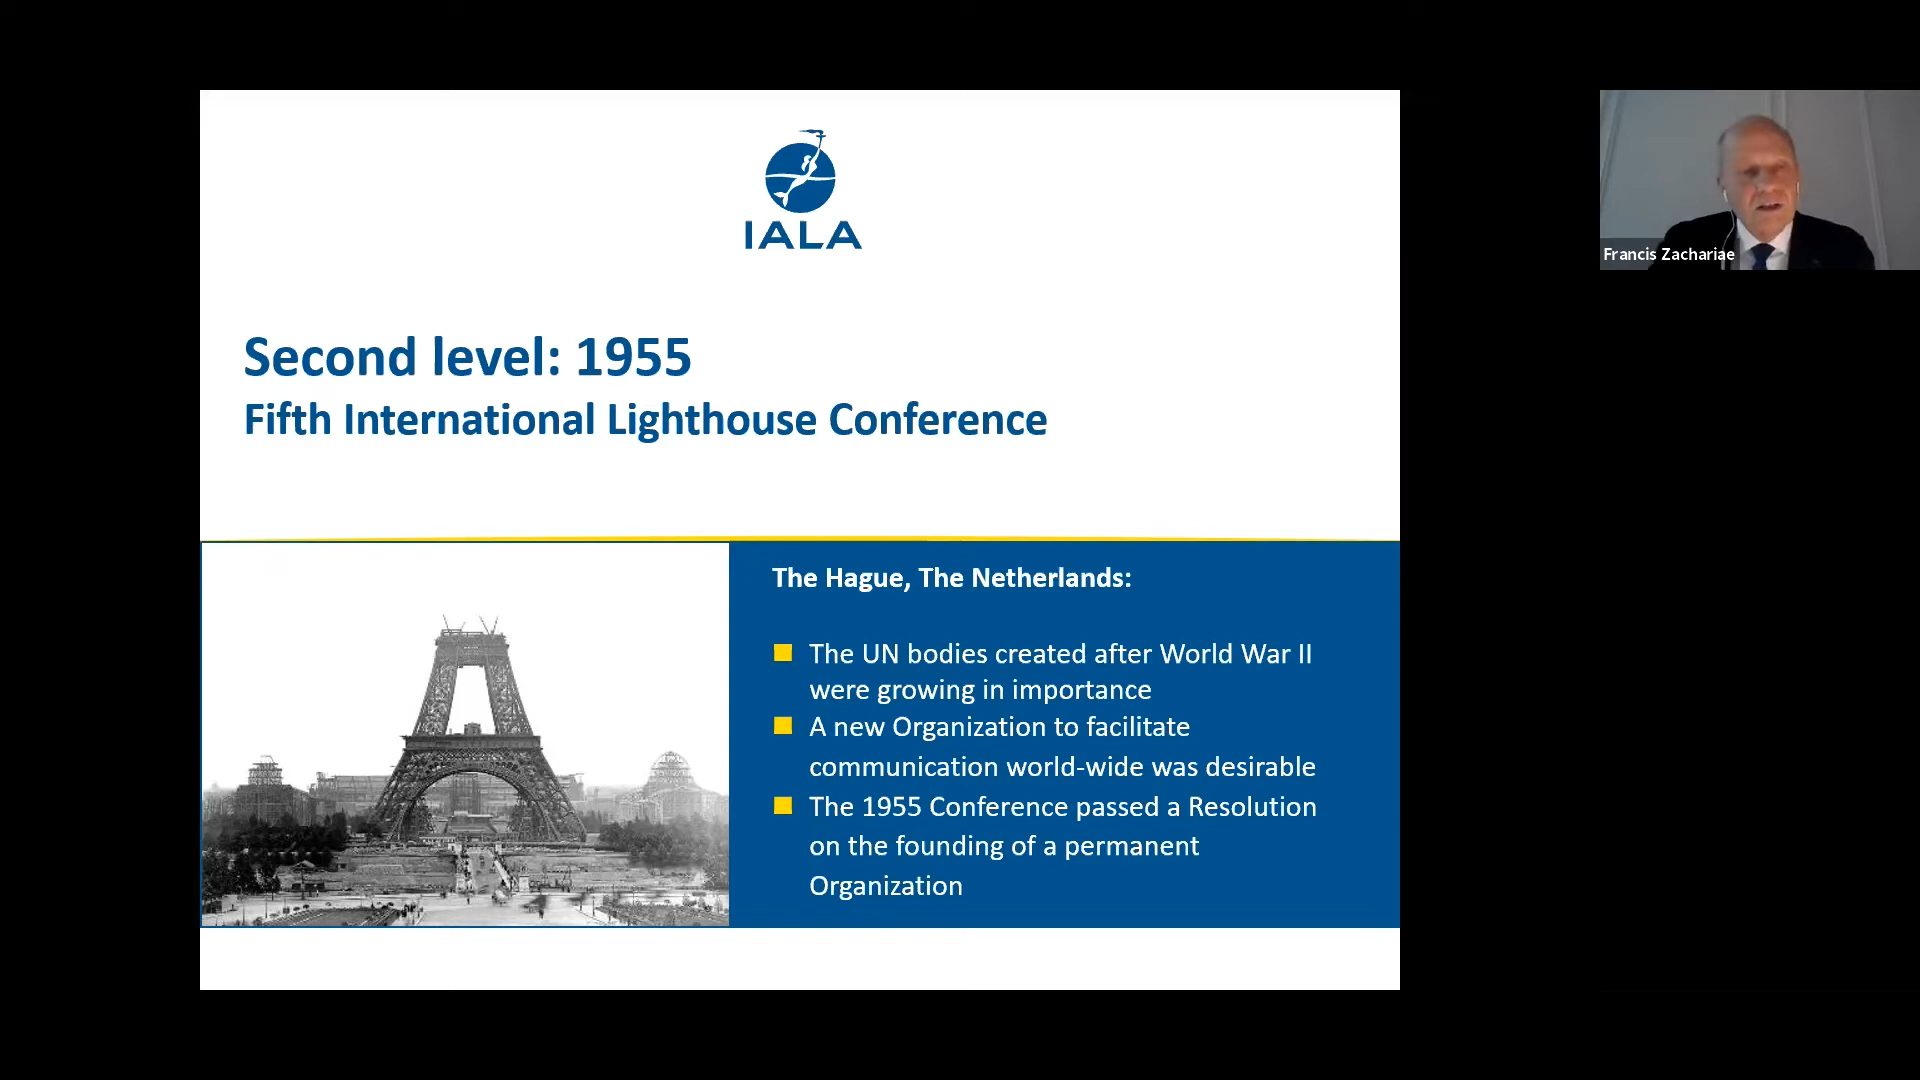 IALA
Francis Zachariae
Second level: 1955
Fifth International Lighthouse Conference
The Hague, The Netherlands:
The UN bodies created after World War II
were growing in importance
A new Organization to facilitate
communication world-wide was desirable
The 1955 Conference passed a Resolution
on the founding of a permanent
Organization